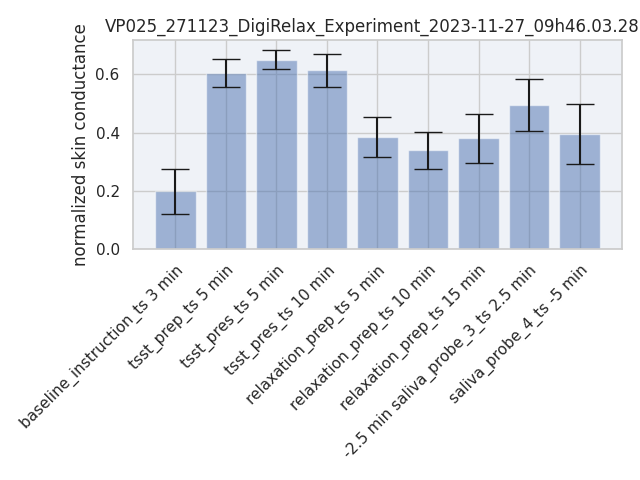 VP025_271123_DigiRelax_Experiment_2023-11-27_09h46.03.28
normalized skin conductance
0.6
0.4
0.2
0.0
baseline_instruction_ts 3 min
tsst_prep_ts 5 min
tsst_pres_ts 5 min
tsst_pres_ts 10 min
relaxation_prep_ts 5 min
relaxation_prep_ts 10 min
relaxation_prep_ts 15 min
-2.5 min saliva_probe_3_ts 2.5 min
saliva_probe_4_ts -5 min